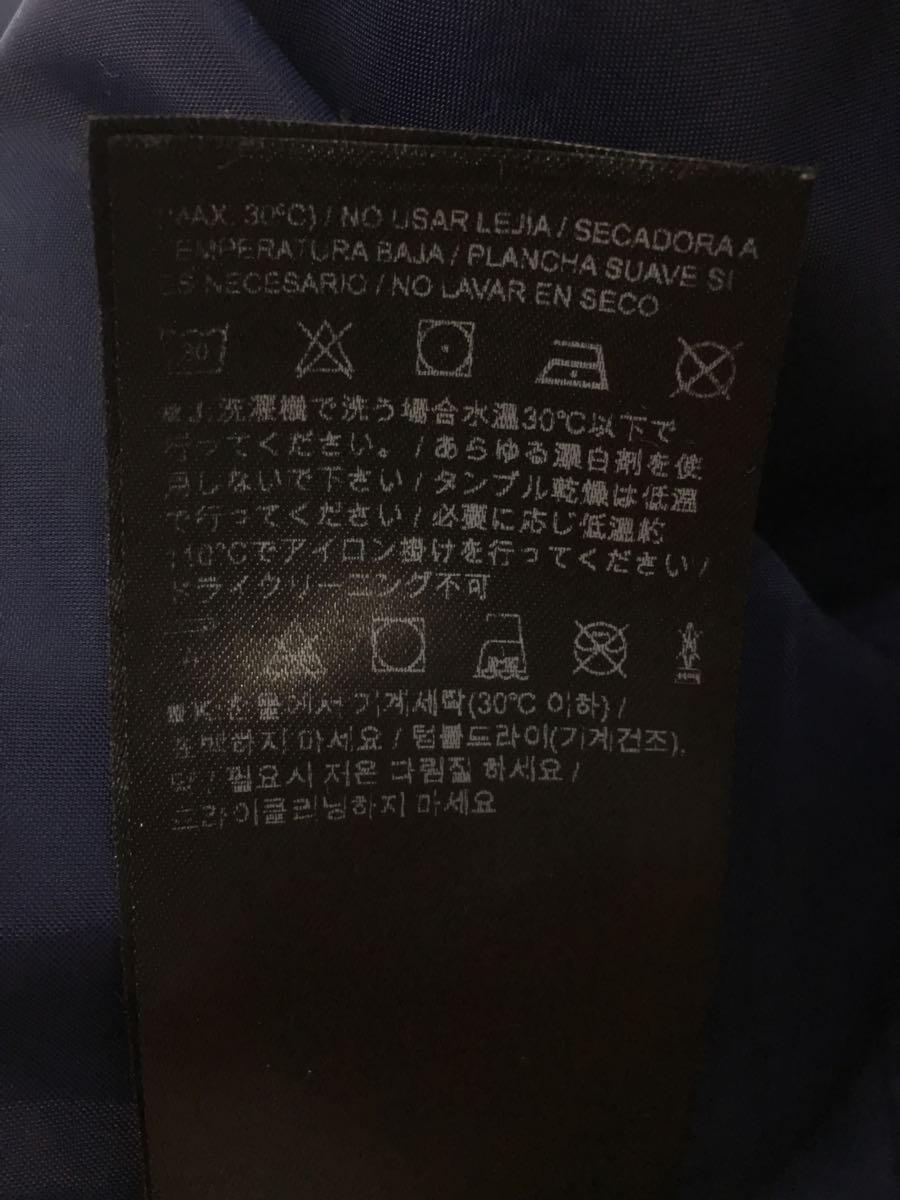 MAX. 30°C) / NO USAR LEJIA / SECADORA A
TEMPERATURA BAJA / PLANCHA SUAVE SI
ES NECESARIO / NO LAVAR EN SECO
30
洗濯機で洗う場合水温30℃以下で
行ってください。/ あらゆる漂白剤を使
用しないで下さい / タンブル乾燥は低温
で行ってください / 必要に応じ低温約
110℃でアイロン掛けを行ってください /
ドライクリーニング不可
기계세탁(30℃ 이하) /
하지 마세요 / 텀블드라이(기계건조).
/ 필요시 저온 다림질 하세요 /
드라이클리닝하지 마세요